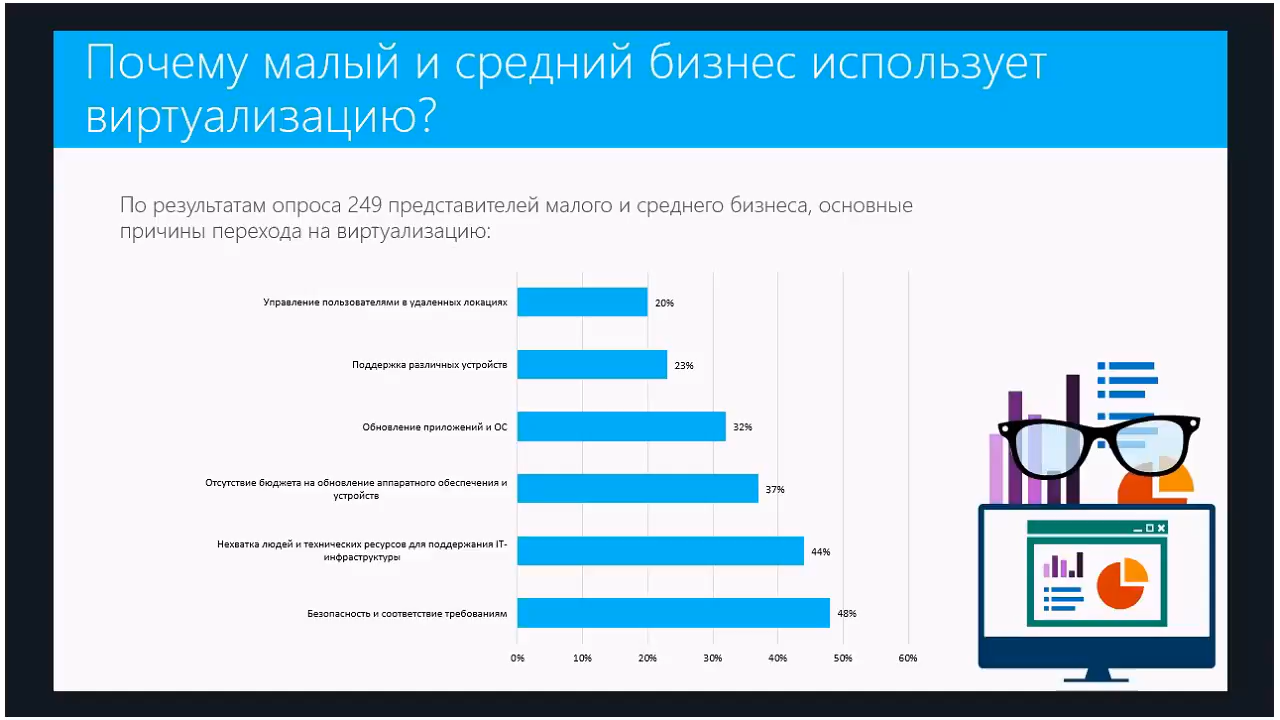 Почему малый и средний бизнес использует
виртуализацию?
По результатам опроса 249 представителей малого и среднего бизнеса, основные
причины перехода на виртуализацию:
Управление пользователями в удаленных локациях
20%
Поддержка различных устройств
23%
Обновление приложений и ОС
32%
Отсутствие бюджета на обновление аппаратного обеспечения и
устройств
37%
Нехватка людей и технических ресурсов для поддержания IT-
инфраструктуры
44%
Безопасность и соответствие требованиям
48%
0% 10% 20% 30% 40% 50% 60%